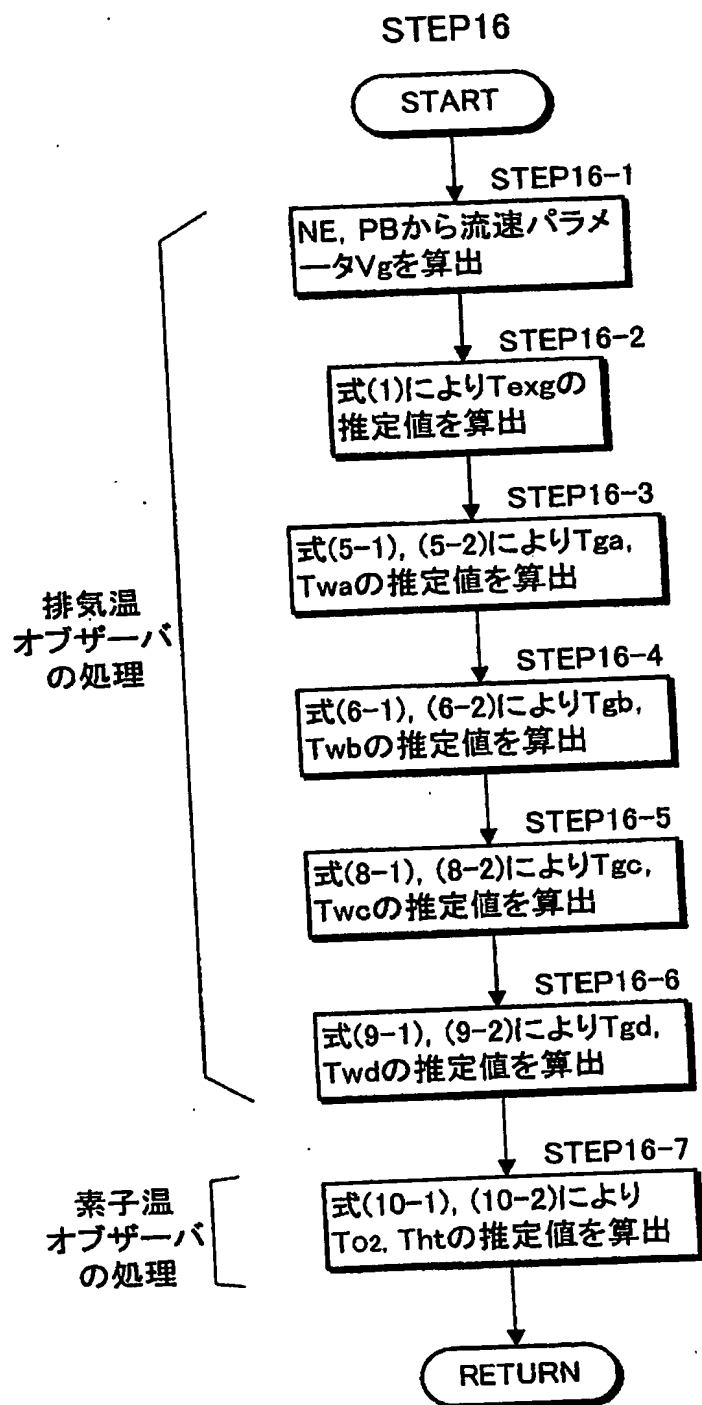 STEP16
START
STEP16-1
NE, PBから流速パラメ
ータVgを算出
STEP16-2
式(1)によりTexgの
推定値を算出
STEP16-3
式(5-1), (5-2)によりTga,
Twaの推定値を算出
排気温
オブザーバ
の処理
STEP16-4
式(6-1), (6-2)によりTgb,
Twbの推定値を算出
STEP16-5
式(8-1), (8-2)によりTgc,
Twcの推定値を算出
STEP16-6
式(9-1), (9-2)によりTgd,
Twdの推定値を算出
STEP16-7
素子温
オブザーバ
の処理
式(10-1), (10-2)により
To2, Thtの推定値を算出
RETURN